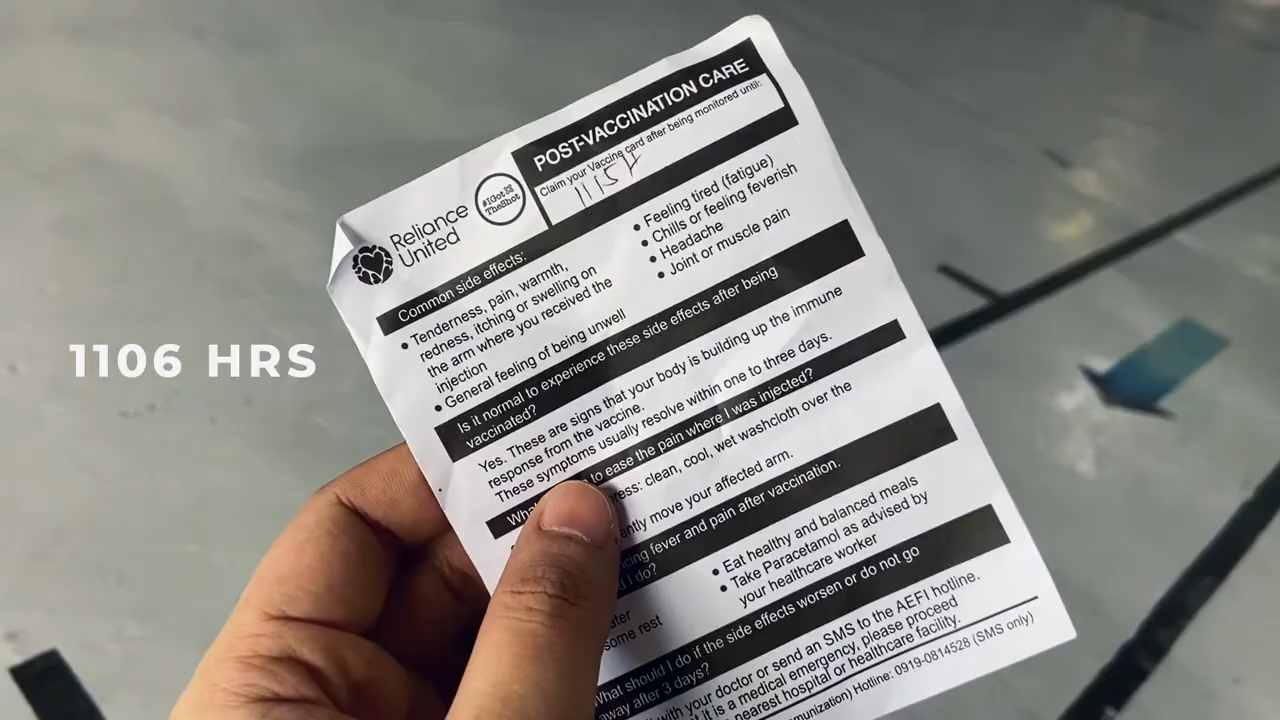 1106 HRS
Reliance
United
#IGot
TheShot
POST-VACCINATION CARE
Claim your Vaccine card after being monitored until:
Common side effects:
• Tenderness, pain, warmth,
redness, itching or swelling on
the arm where you received the
injection
• General feeling of being unwell
• Feeling tired (fatigue)
• Chills or feeling feverish
• Headache
• Joint or muscle pain
Is it normal to experience these side effects after being
vaccinated?
Yes. These are signs that your body is building up the immune
response from the vaccine.
These symptoms usually resolve within one to three days.
to ease the pain where I was injected?
clean, cool, wet washcloth over the
move your affected arm.
fever and pain after vaccination.
I do?
some rest
• Eat healthy and balanced meals
• Take Paracetamol as advised by
your healthcare worker
What should I do if the side effects worsen or do not go
away after 3 days?
with your doctor or send an SMS to the AEFI hotline.
it is a medical emergency, please proceed
nearest hospital or healthcare facility.
Hotline: 0919-0814528 (SMS only)